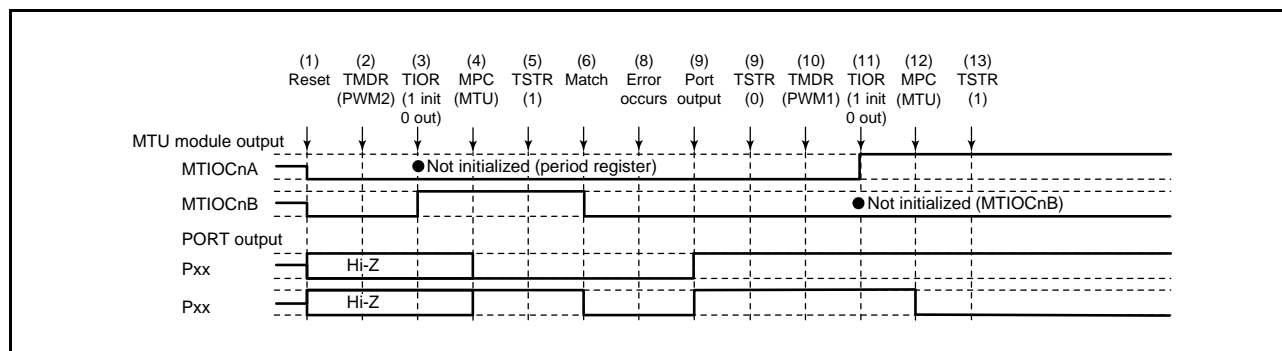 (1) (2) (3) (4) (5) (6) (8) (9) (9) (10) (11) (12) (13)
Reset TMDR TIOR MPC TSTR Match Error Port TSTR TMDR TIOR MPC TSTR
(PWM2) (1 init (MTU) (1) occurs output (0) (PWM1) (1 init (MTU) (1)
0 out) 0 out)
MTU module output
MTIOCnA ●Not initialized (period register)
MTIOCnB ●Not initialized (MTIOCnB)
PORT output
Pxx Hi-Z
Pxx Hi-Z